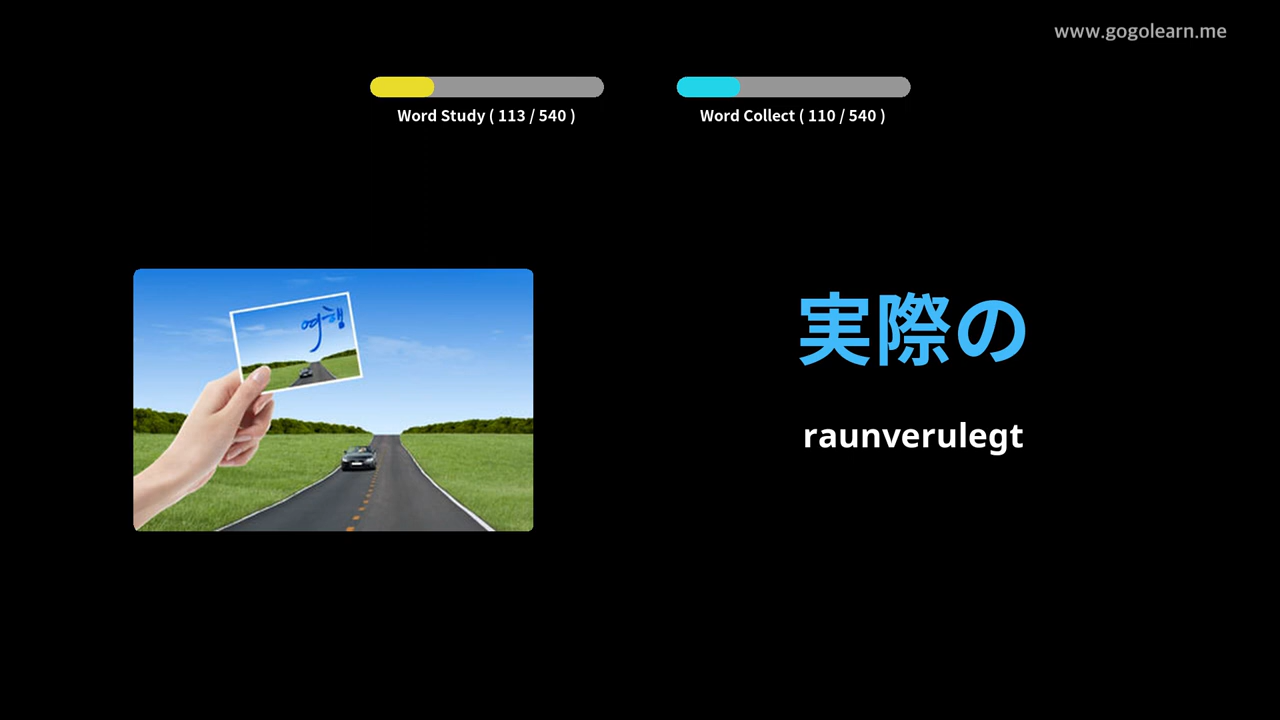 www.gogolearn.me
Word Study ( 113 / 540 )
Word Collect ( 110 / 540 )
여행
実際の
raunverulegt